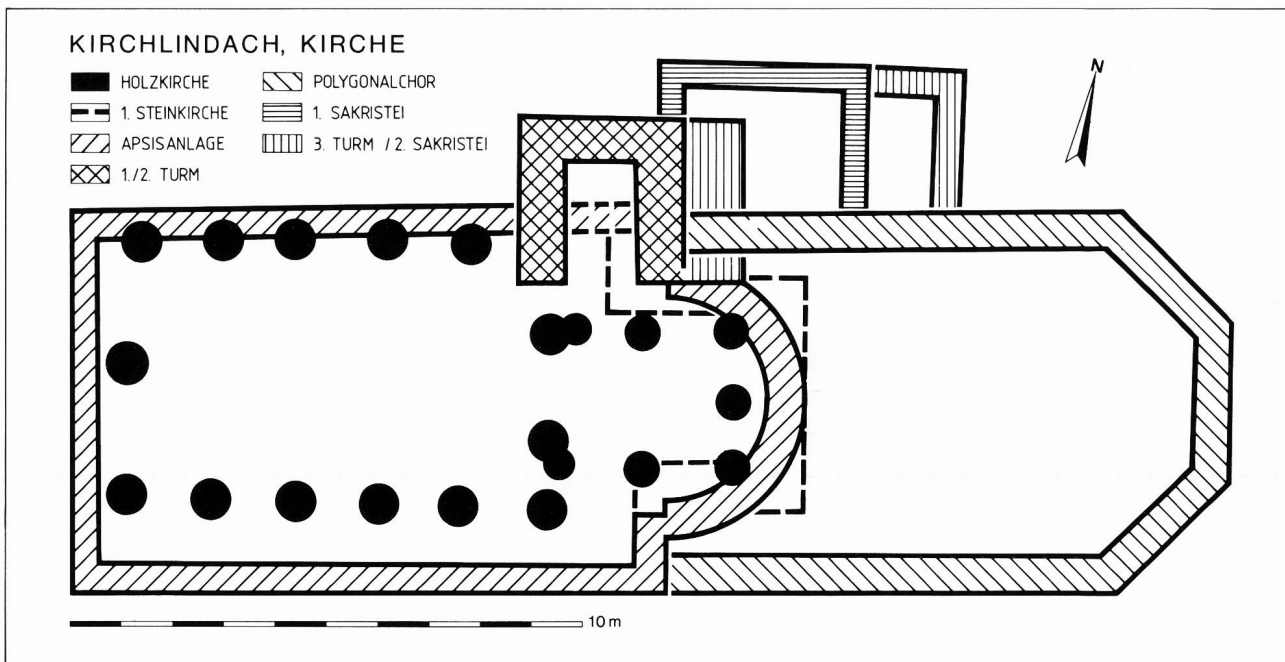 KIRCHLINDACH, KIRCHE
HOLZKIRCHE
1. STEINKIRCHE
APSISANLAGE
1./2. TURM
POLYGONALCHOR
1. SAKRISTEI
3. TURM / 2. SAKRISTEI
N
10 m